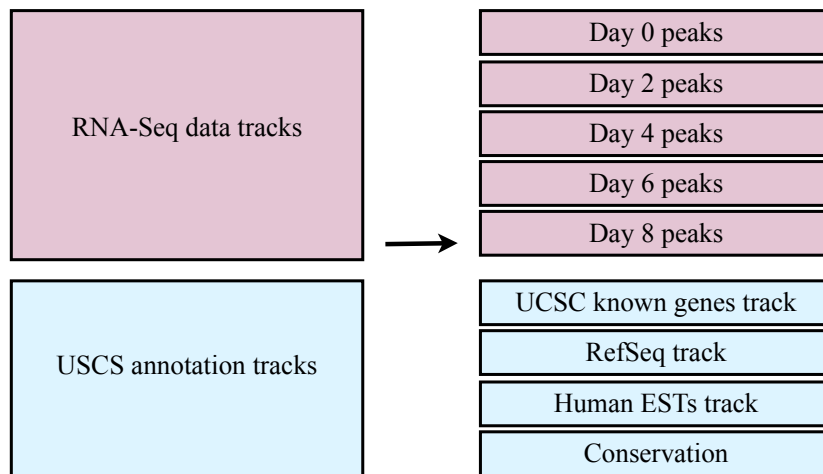 RNA-Seq data tracks
USCS annotation tracks
Day 0 peaks
Day 2 peaks
Day 4 peaks
Day 6 peaks
Day 8 peaks
UCSC known genes track
RefSeq track
Human ESTs track
Conservation